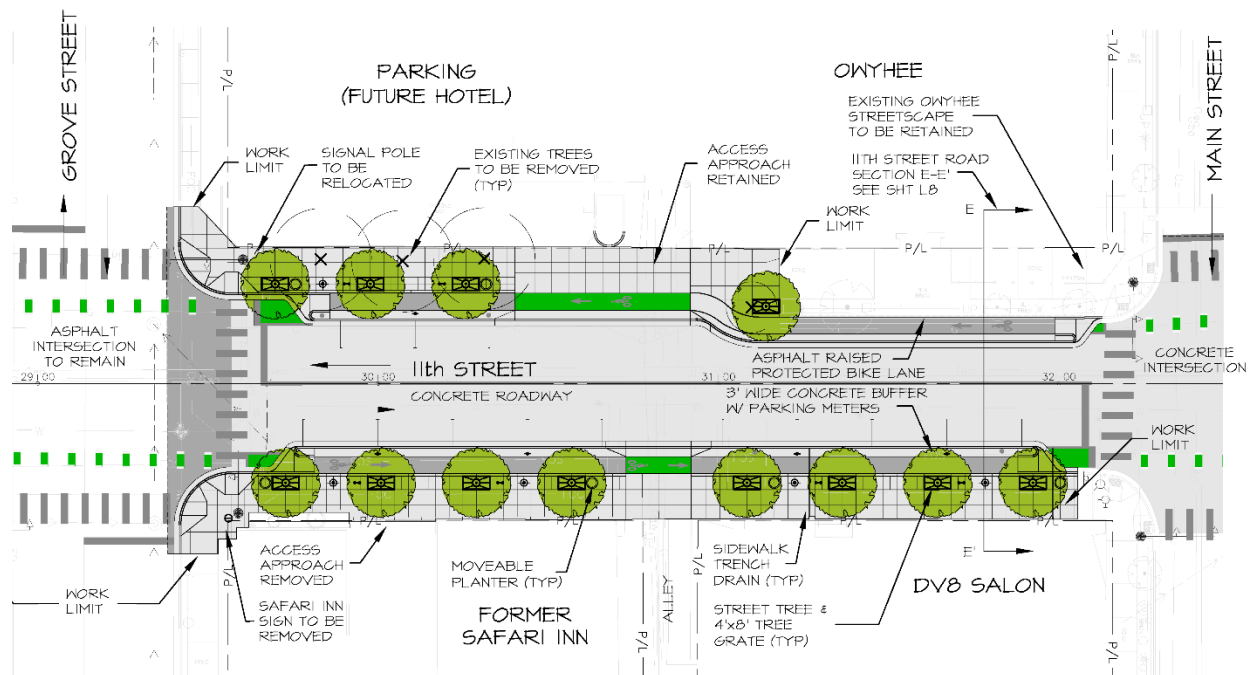 GROVE STREET
P/L
PARKING
(FUTURE HOTEL)
OWYHEE
P/L
MAIN STREET
WORK
LIMIT
SIGNAL POLE
TO BE
RELOCATED
EXISTING TREES
TO BE REMOVED
(TYP)
ACCESS
APPROACH
RETAINED
EXISTING OWYHEE
STREETSCAPE
TO BE RETAINED
11TH STREET ROAD
SECTION E-E'
SEE SHT L8
WORK
LIMIT
E
P/L
P/L
P/L
P/L
P/L
ASPHALT
INTERSECTION
TO REMAIN
29+00
30+00
31+00
32+00
11th STREET
CONCRETE ROADWAY
ASPHALT RAISED
PROTECTED BIKE LANE
3' WIDE CONCRETE BUFFER
W/ PARKING METERS
CONCRETE
INTERSECTION
WORK
LIMIT
P/L
P/L
P/L
P/L
WORK
LIMIT
P/L
ACCESS
APPROACH
REMOVED
SAFARI INN
SIGN TO BE
REMOVED
MOVEABLE
PLANTER (TYP)
FORMER
SAFARI INN
ALLEY
P/L
P/L
SIDEWALK
TRENCH
DRAIN (TYP)
STREET TREE &
4'x8' TREE
GRATE (TYP)
E'
DV8 SALON
P/L